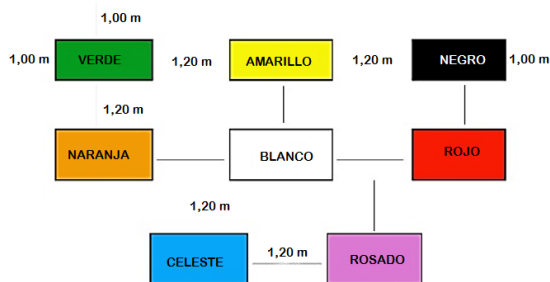 1,00 m
1,00 m VERDE 1,20 m AMARILLO 1,20 m NEGRO 1,00 m
1,20 m
NARANJA BLANCO ROJO
1,20 m
CELESTE 1,20 m ROSADO